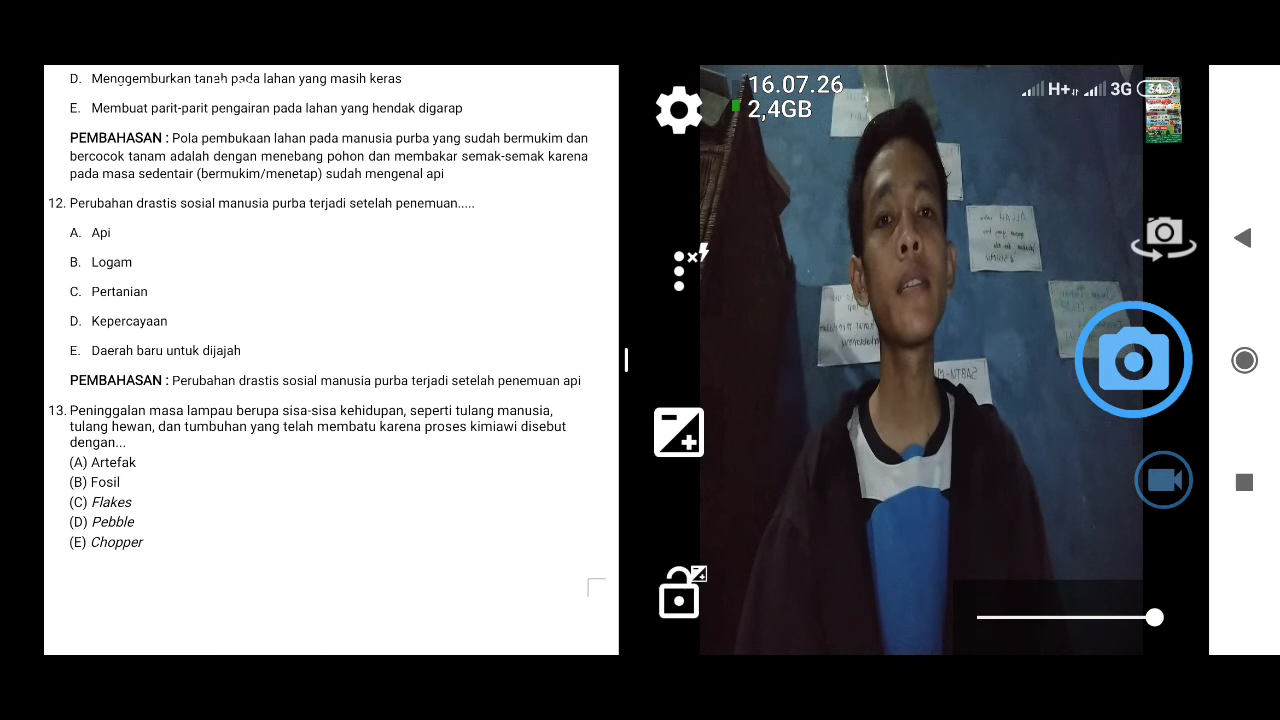 D. Menggemburkan tanah pada lahan yang masih keras
E. Membuat parit-parit pengairan pada lahan yang hendak digarap
PEMBAHASAN : Pola pembukaan lahan pada manusia purba yang sudah bermukim dan
bercocok tanam adalah dengan menebang pohon dan membakar semak-semak karena
pada masa sedentair (bermukim/menetap) sudah mengenal api
12. Perubahan drastis sosial manusia purba terjadi setelah penemuan.....
A. Api
B. Logam
C. Pertanian
D. Kepercayaan
E. Daerah baru untuk dijajah
PEMBAHASAN : Perubahan drastis sosial manusia purba terjadi setelah penemuan api
13. Peninggalan masa lampau berupa sisa-sisa kehidupan, seperti tulang manusia,
tulang hewan, dan tumbuhan yang telah membatu karena proses kimiawi disebut
dengan...
(A) Artefak
(B) Fosil
(C) Flakes
(D) Pebble
(E) Chopper
16.07.26
2,4GB
H+ 3G
ALLAH